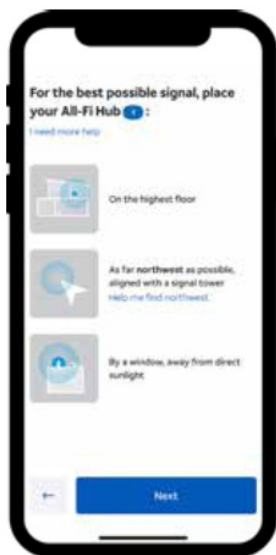 For the best possible signal, place
your All-Fi Hub :
I need more help
On the highest floor
As far northwest as possible,
aligned with a signal tower
Help me find northwest.
By a window, away from direct
sunlight
Next